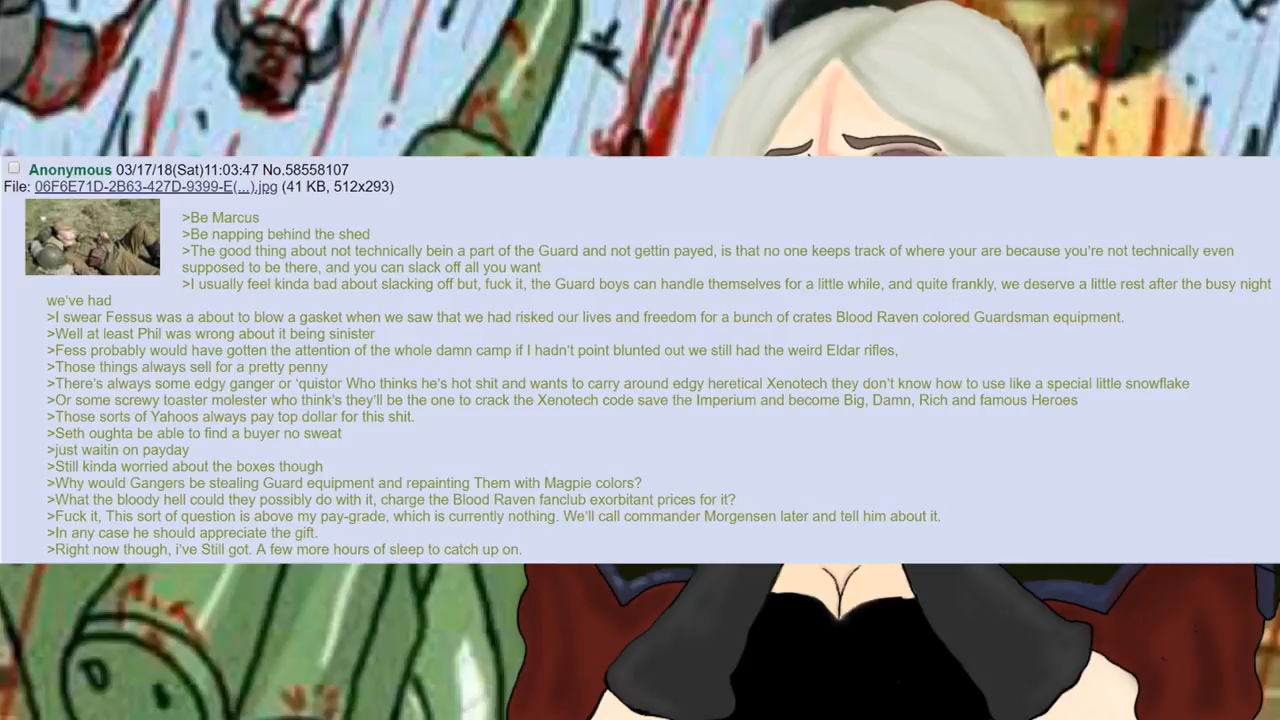 Anonymous 03/17/18(Sat)11:03:47 No.58558107
File: 06F6E71D-2B63-427D-9399-E(...).jpg (41 KB, 512x293)
>Be Marcus
>Be napping behind the shed
>The good thing about not technically bein a part of the Guard and not gettin payed, is that no one keeps track of where your are because you're not technically even
supposed to be there, and you can slack off all you want
>I usually feel kinda bad about slacking off but, fuck it, the Guard boys can handle themselves for a little while, and quite frankly, we deserve a little rest after the busy night
we've had
>I swear Fessus was a about to blow a gasket when we saw that we had risked our lives and freedom for a bunch of crates Blood Raven colored Guardsman equipment.
>Well at least Phil was wrong about it being sinister
>Fess probably would have gotten the attention of the whole damn camp if I hadn't point blunted out we still had the weird Eldar rifles,
>Those things always sell for a pretty penny
>There's always some edgy ganger or 'quistor Who thinks he's hot shit and wants to carry around edgy heretical Xenotech they don't know how to use like a special little snowflake
>Or some screwy toaster molester who think's they'll be the one to crack the Xenotech code save the Imperium and become Big, Damn, Rich and famous Heroes
>Those sorts of Yahoos always pay top dollar for this shit.
>Seth oughta be able to find a buyer no sweat
>just waitin on payday
>Still kinda worried about the boxes though
>Why would Gangers be stealing Guard equipment and repainting Them with Magpie colors?
>What the bloody hell could they possibly do with it, charge the Blood Raven fanclub exorbitant prices for it?
>Fuck it, This sort of question is above my pay-grade, which is currently nothing. We'll call commander Morgensen later and tell him about it.
>In any case he should appreciate the gift.
>Right now though, i've Still got. A few more hours of sleep to catch up on.